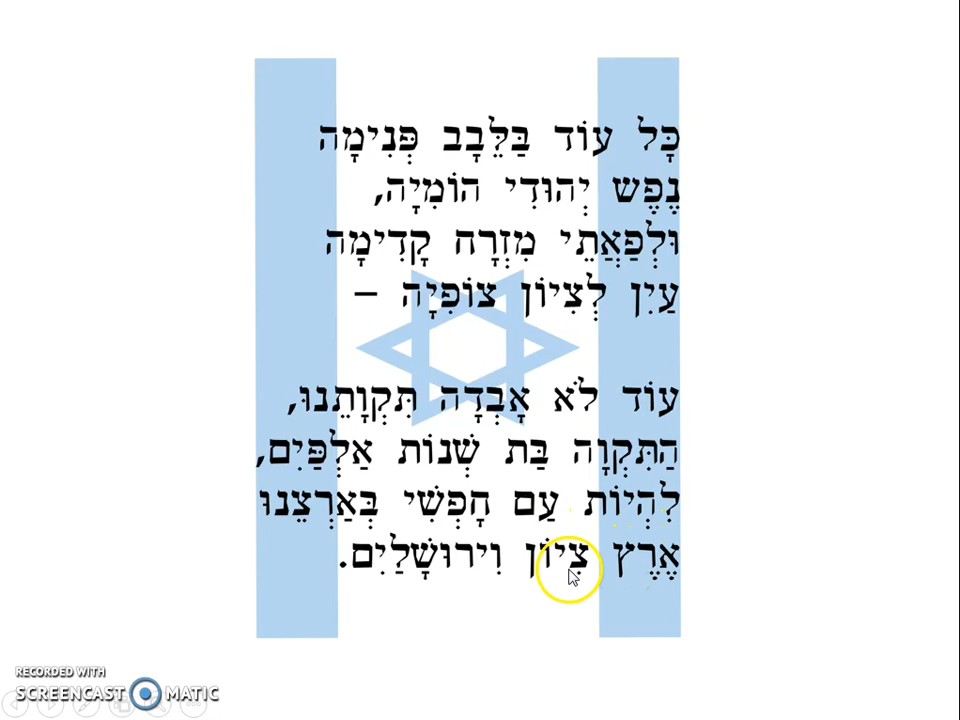 כָּל עוֹד בַּלֵּבָב פְּנִימָה
נֶפֶשׁ יְהוּדִי הוֹמִיָּה,
וּלְפַאֲתֵי מִזְרָח קָדִימָה
עַיִן לְצִיּוֹן צוֹפִיָּה –
עוֹד לֹא אָבְדָה תִּקְוָתֵנוּ,
הַתִּקְוָה בַּת שְׁנוֹת אַלְפַּיִם,
לִהְיוֹת עַם חָפְשִׁי בְּאַרְצֵנוּ
אֶרֶץ צִיּוֹן וִירוּשָׁלַיִם.
RECORDED WITH
SCREENCAST MATIC